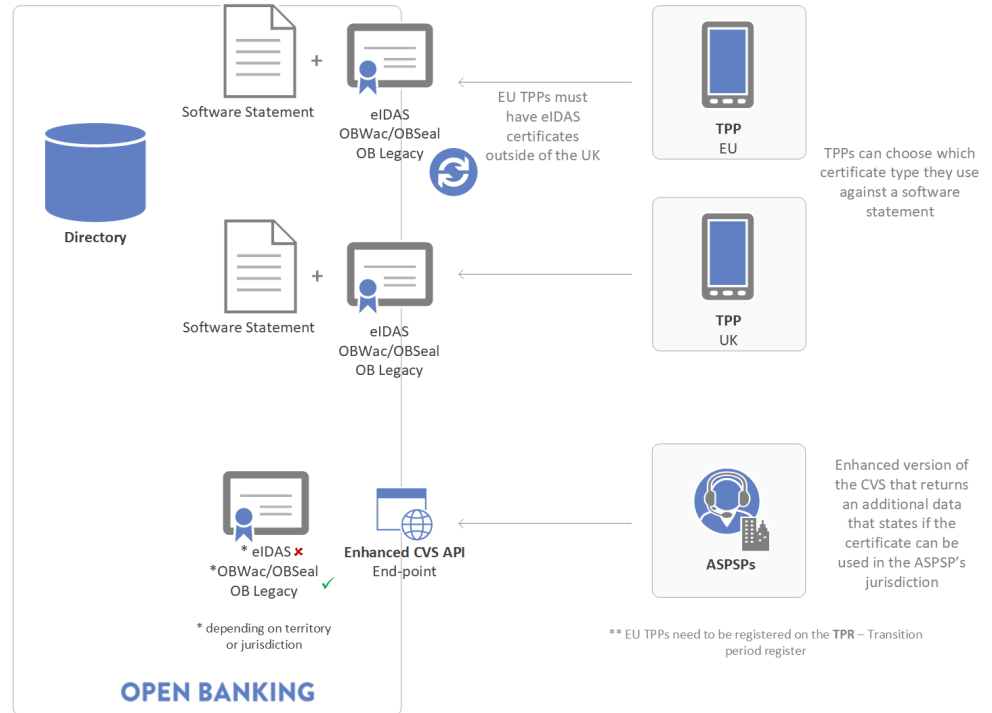 Software Statement
+
eIDAS
OBWac/OBSeal
OB Legacy
EU TPPs must
have eIDAS
certificates
outside of the UK
TPP
EU
TPPs can choose which
certificate type they use
against a software
statement
Directory
Software Statement
+
eIDAS
OBWac/OBSeal
OB Legacy
TPP
UK
* eIDAS ✘
*OBWac/OBSeal
OB Legacy ✓
Enhanced CVS API
End-point
ASPSPs
Enhanced version of
the CVS that returns
an additional data
that states if the
certificate can be
used in the ASPSP’s
jurisdiction
* depending on territory
or jurisdiction
** EU TPPs need to be registered on the TPR – Transition
period register
OPEN BANKING